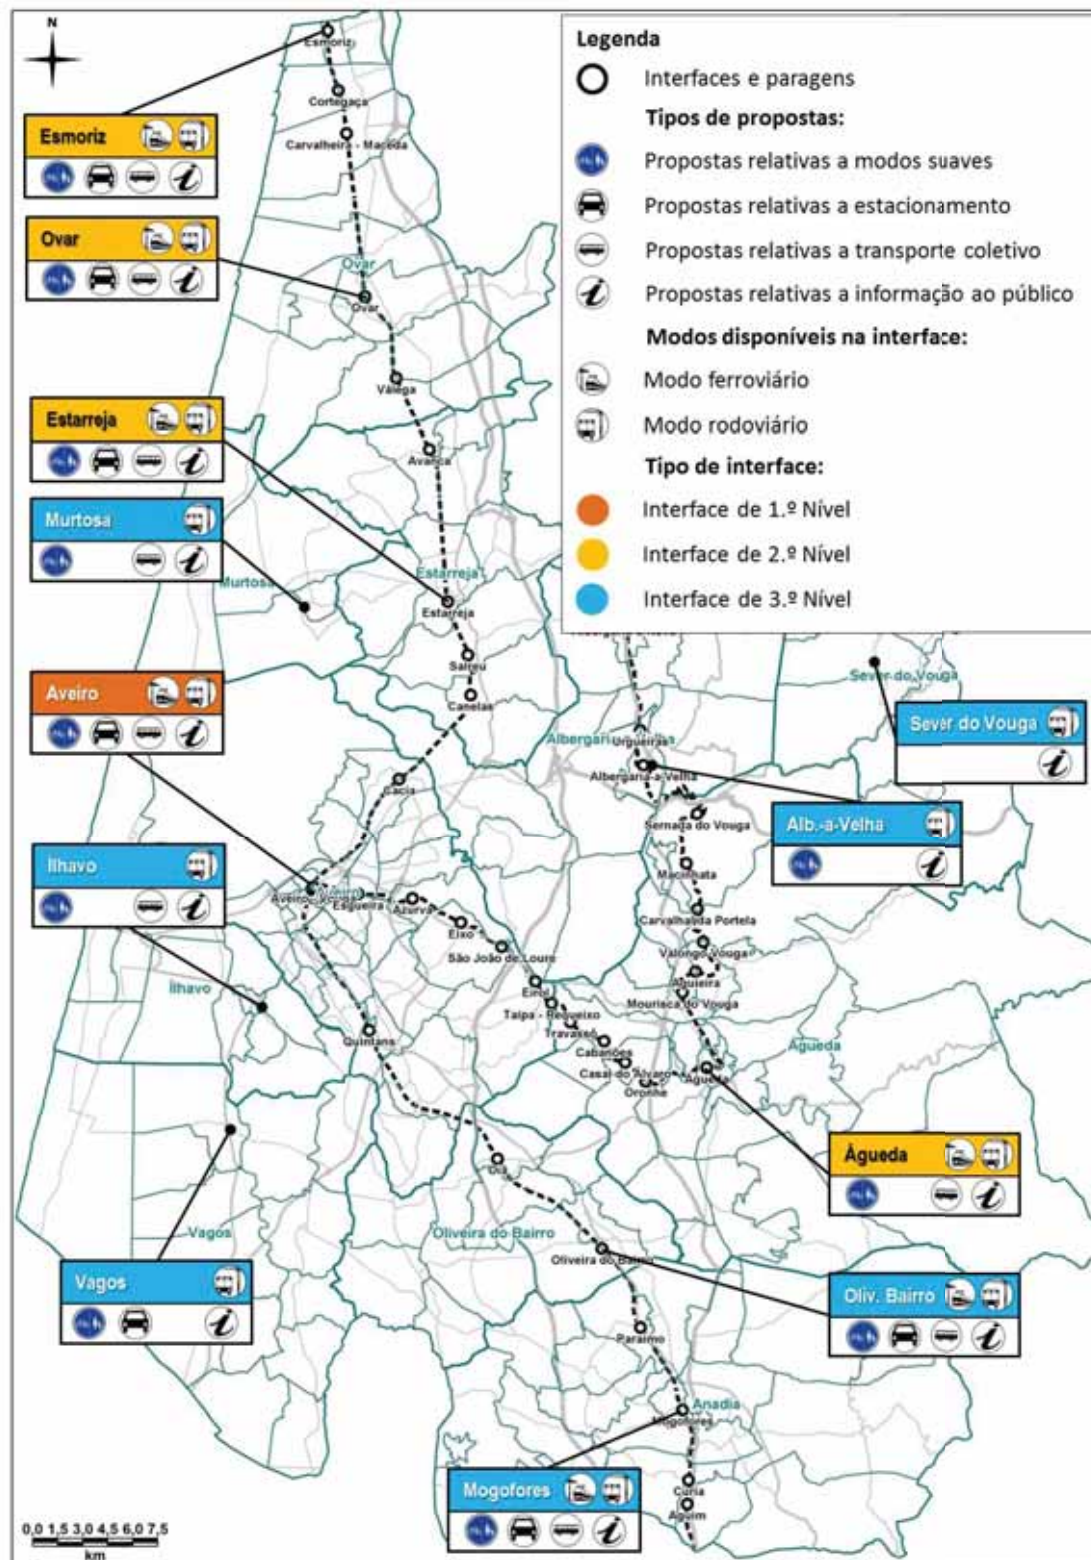 N
Legenda
Interfaces e paragens
Tipos de propostas:
Propostas relativas a modos suaves
Propostas relativas a estacionamento
Propostas relativas a transporte coletivo
Propostas relativas a informação ao público
Modos disponíveis na interface:
Modo ferroviário
Modo rodoviário
Tipo de interface:
Interface de 1.º Nível
Interface de 2.º Nível
Interface de 3.º Nível
Esmoriz
Cortegaça
Carvalheira - Maceda
Esmoriz
Ovar
Ovar
Ovar
Válega
Avanca
Estarreja
Murtosa
Murtosa
Estarreja
Estarreja
Salreu
Canelas
Aveiro
Sever do Vouga
Sever do Vouga
Urgueiras
Albergaria-a-Velha
Cacia
Sernada do Vouga
Alb.-a-Velha
Ílhavo
Macinhata
Esgueira
Azurva
Eixo
São João de Loure
Carvalhal da Portela
Valongo Vouga
Aguieira
Mourisca do Vouga
Ílhavo
Eirol
Taipa - Requeixo
Travassô
Cabanões
Casal do Álvaro
Oronhe
Águeda
Águeda
Quintans
Oiã
Águeda
Vagos
Oliveira do Bairro
Oliveira do Bairro
Vagos
Oliv. Bairro
Paraimo
Anadia
Mogofores
Mogofores
Curia
Aguim
0,0 1,5 3,0 4,5 6,0 7,5
km